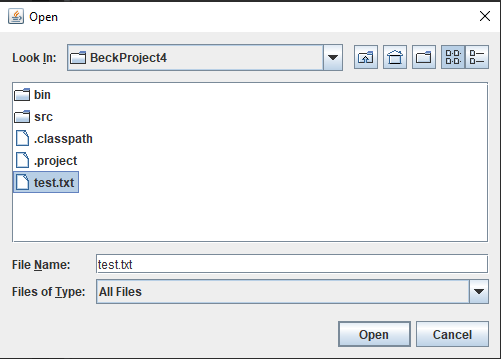 Open
Look In: BeckProject4
bin
src
.classpath
.project
test.txt
File Name: test.txt
Files of Type: All Files
Open Cancel